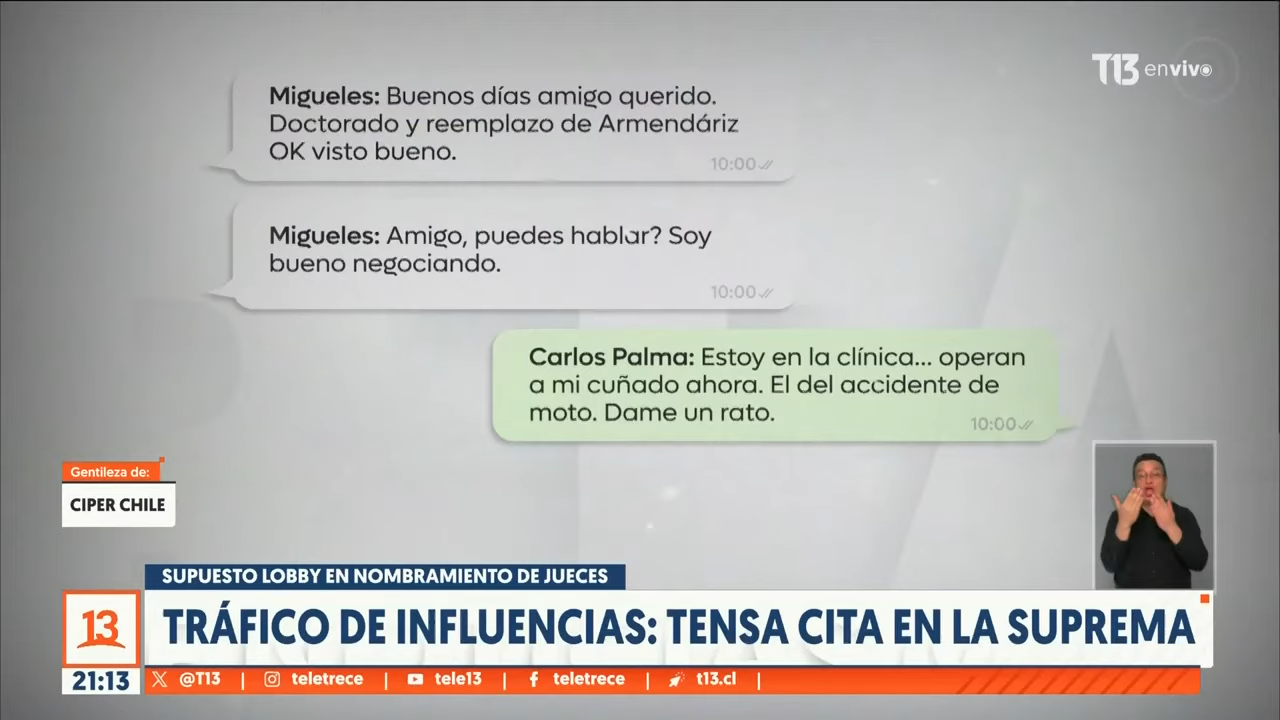 T13 envivo
Migueles: Buenos días amigo querido.
Doctorado y reemplazo de Armendáriz
OK visto bueno.
10:00
Migueles: Amigo, puedes hablar? Soy
bueno negociando.
10:00
Carlos Palma: Estoy en la clínica... operan
a mi cuñado ahora. El del accidente de
moto. Dame un rato.
10:00
Gentileza de:
CIPER CHILE
SUPUESTO LOBBY EN NOMBRAMIENTO DE JUECES
13
TRÁFICO DE INFLUENCIAS: TENSA CITA EN LA SUPREMA
21:13
@T13 | teletrece | tele13 | teletrece | t13.cl |